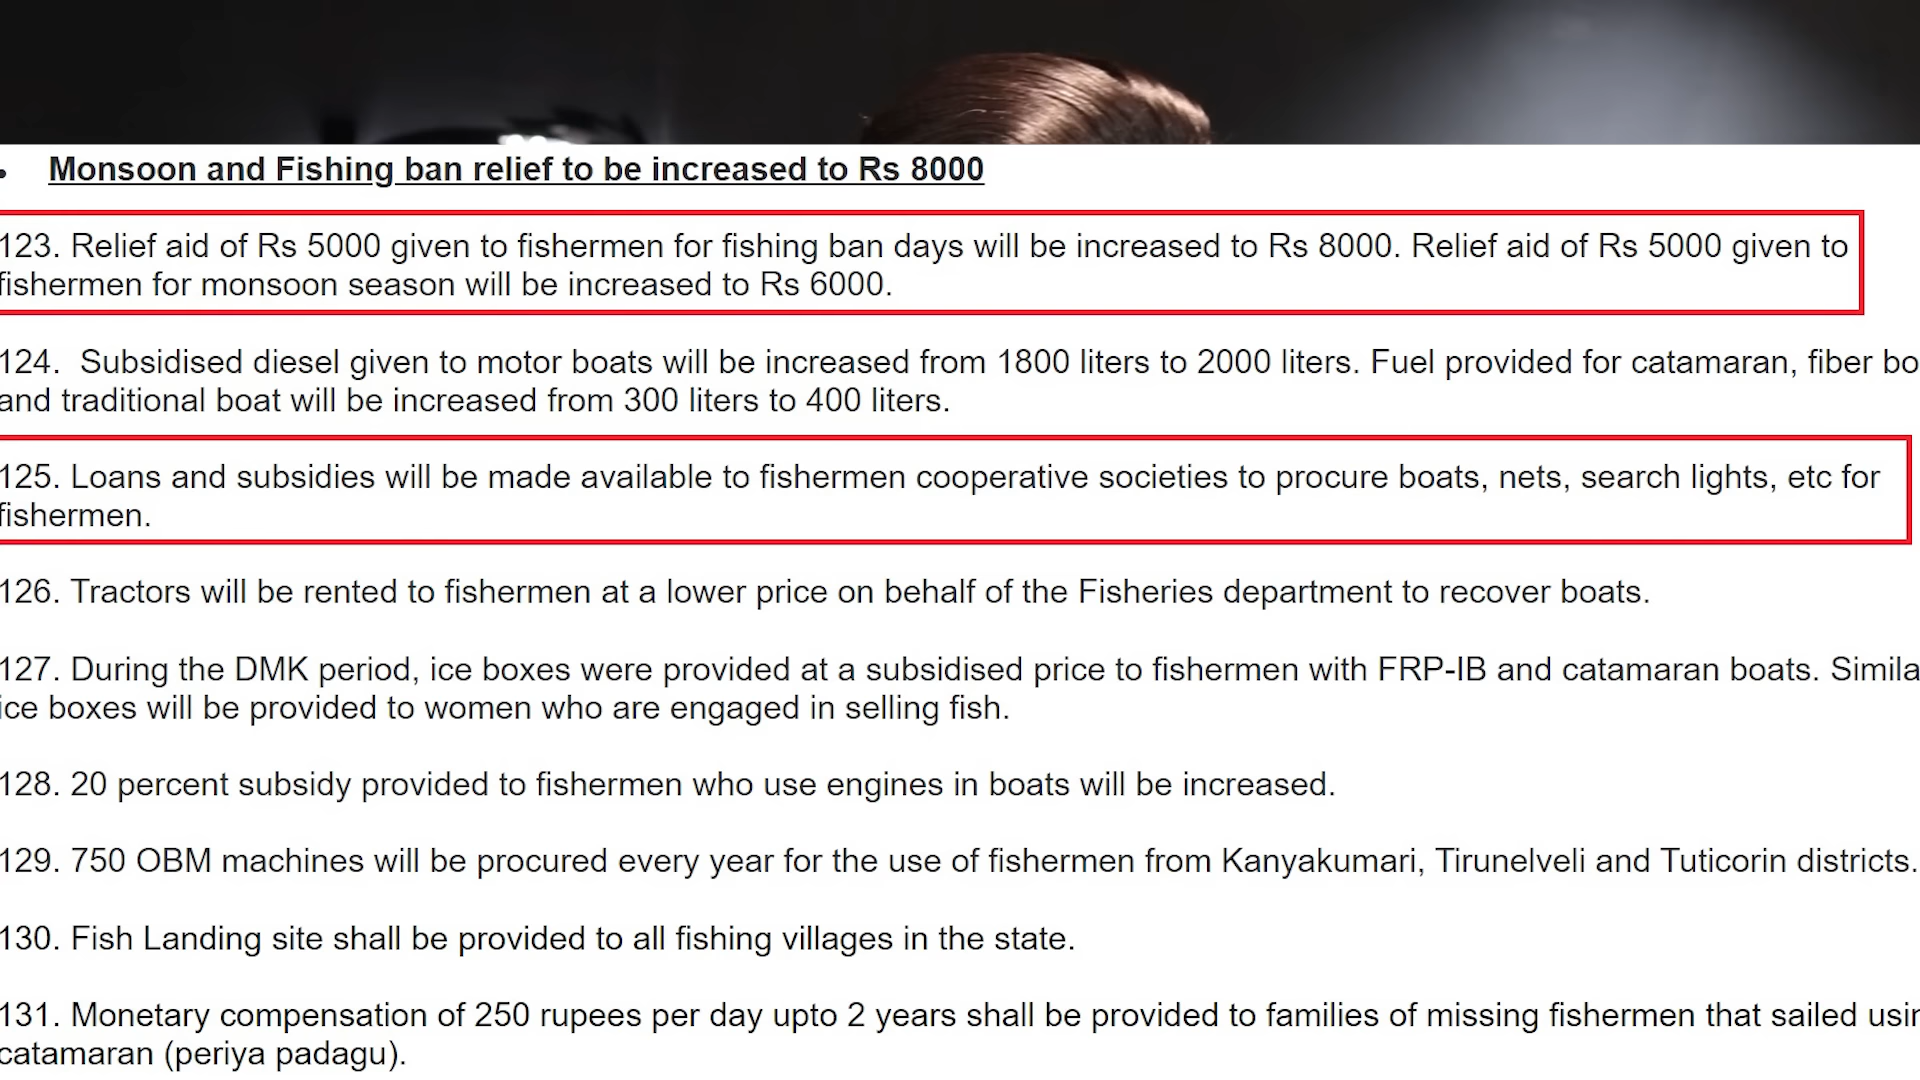 • Monsoon and Fishing ban relief to be increased to Rs 8000
123. Relief aid of Rs 5000 given to fishermen for fishing ban days will be increased to Rs 8000. Relief aid of Rs 5000 given to
fishermen for monsoon season will be increased to Rs 6000.
124. Subsidised diesel given to motor boats will be increased from 1800 liters to 2000 liters. Fuel provided for catamaran, fiber bo
and traditional boat will be increased from 300 liters to 400 liters.
125. Loans and subsidies will be made available to fishermen cooperative societies to procure boats, nets, search lights, etc for
fishermen.
126. Tractors will be rented to fishermen at a lower price on behalf of the Fisheries department to recover boats.
127. During the DMK period, ice boxes were provided at a subsidised price to fishermen with FRP-IB and catamaran boats. Simila
ice boxes will be provided to women who are engaged in selling fish.
128. 20 percent subsidy provided to fishermen who use engines in boats will be increased.
129. 750 OBM machines will be procured every year for the use of fishermen from Kanyakumari, Tirunelveli and Tuticorin districts.
130. Fish Landing site shall be provided to all fishing villages in the state.
131. Monetary compensation of 250 rupees per day upto 2 years shall be provided to families of missing fishermen that sailed usin
catamaran (periya padagu).